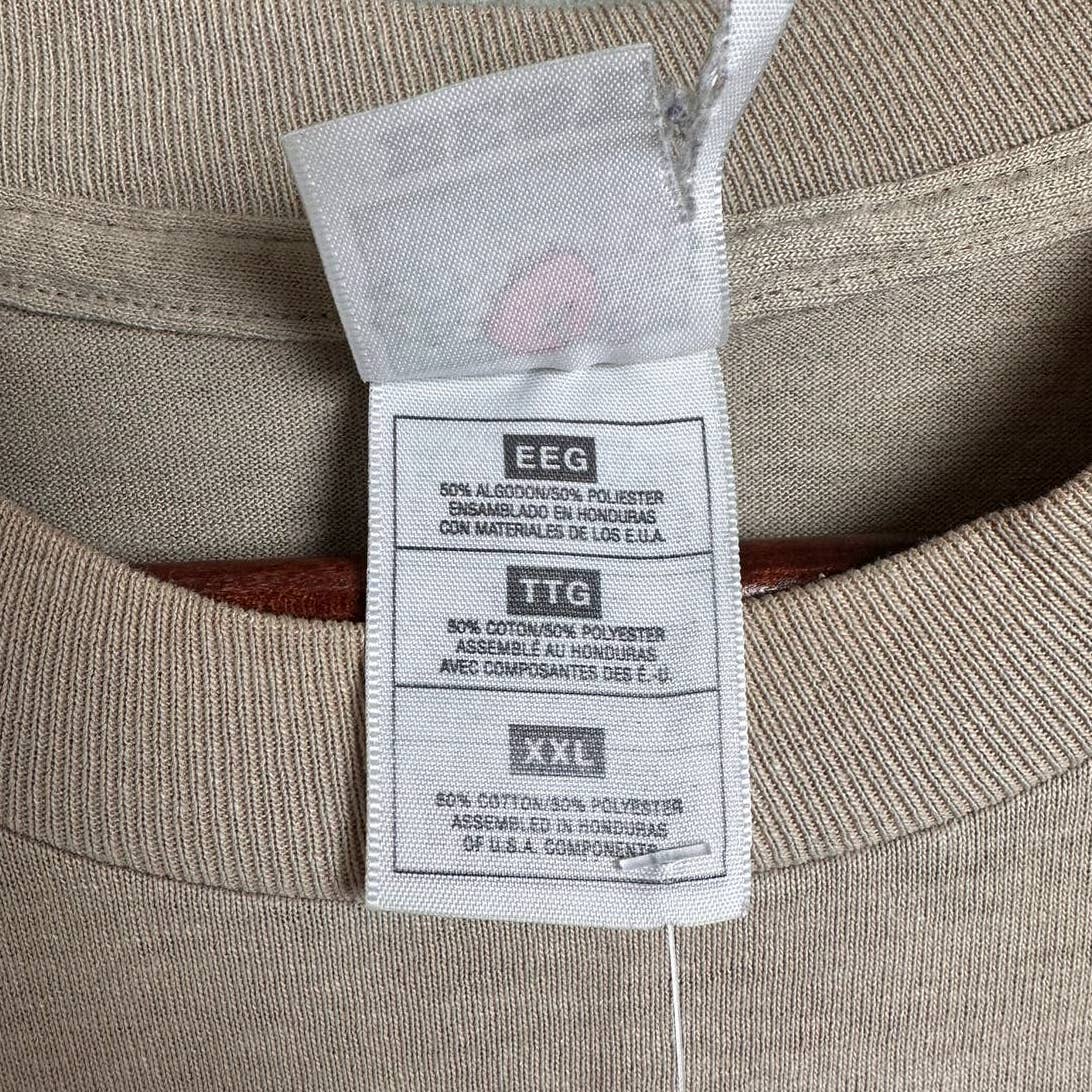 EEG
50% ALGODON/50% POLIESTER
ENSAMBLADO EN HONDURAS
CON MATERIALES DE LOS E.U.A.
TTG
50% COTON/50% POLYESTER
ASSEMBLÉ AU HONDURAS
AVEC COMPOSANTES DES É.-U.
XXL
50% COTTON/50% POLYESTER
ASSEMBLED IN HONDURAS
OF U.S.A. COMPONENTS